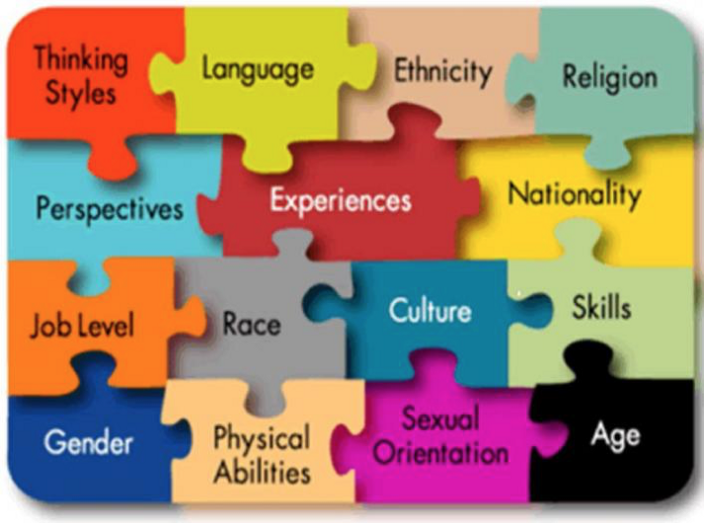 Thinking
Styles
Language
Ethnicity
Religion
Perspectives
Experiences
Nationality
Job Level
Race
Culture
Skills
Gender
Physical
Abilities
Sexual
Orientation
Age